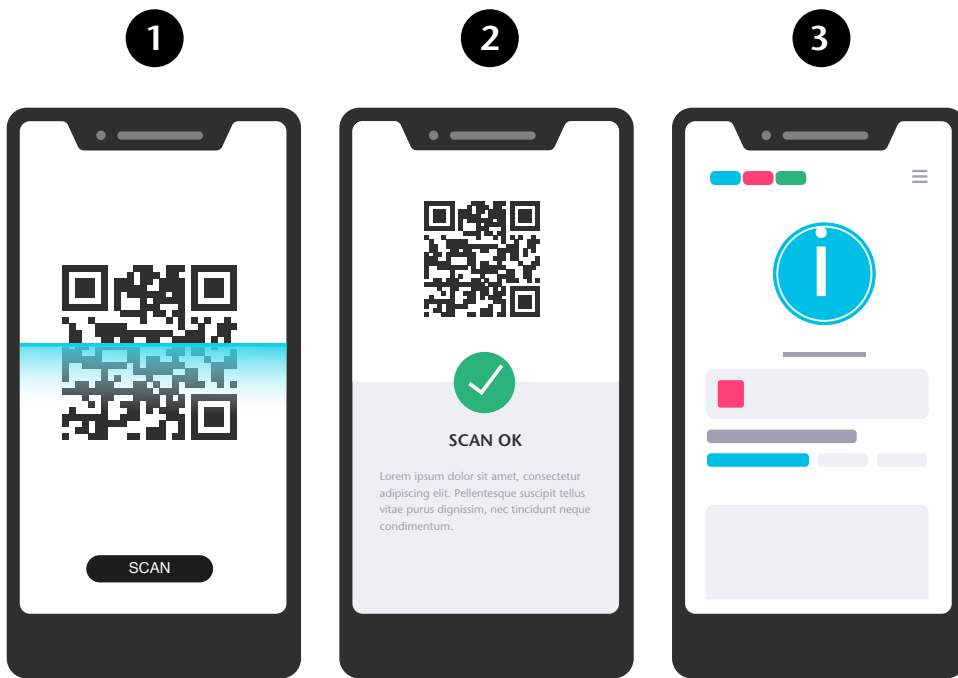 1
2
3
SCAN
SCAN OK
Lorem ipsum dolor sit amet, consectetur
adipiscing elit. Pellentesque suscipit tellus
vitae purus dignissim, nec tincidunt neque
condimentum.
i